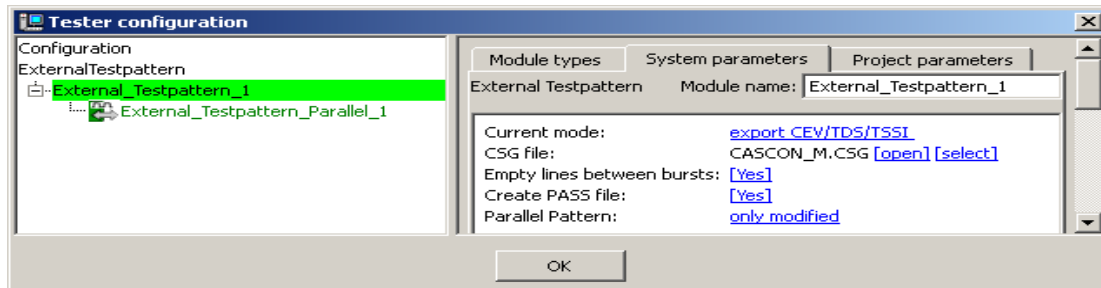 Tester configuration
Configuration
ExternalTestpattern
External_Testpattern_1
External_Testpattern_Parallel_1
Module types System parameters Project parameters
External Testpattern Module name: External_Testpattern_1
Current mode: export CEV/TDS/TSSI
CSG file: CASCON_M.CSG [open] [select]
Empty lines between bursts: [Yes]
Create PASS file: [Yes]
Parallel Pattern: only modified
OK